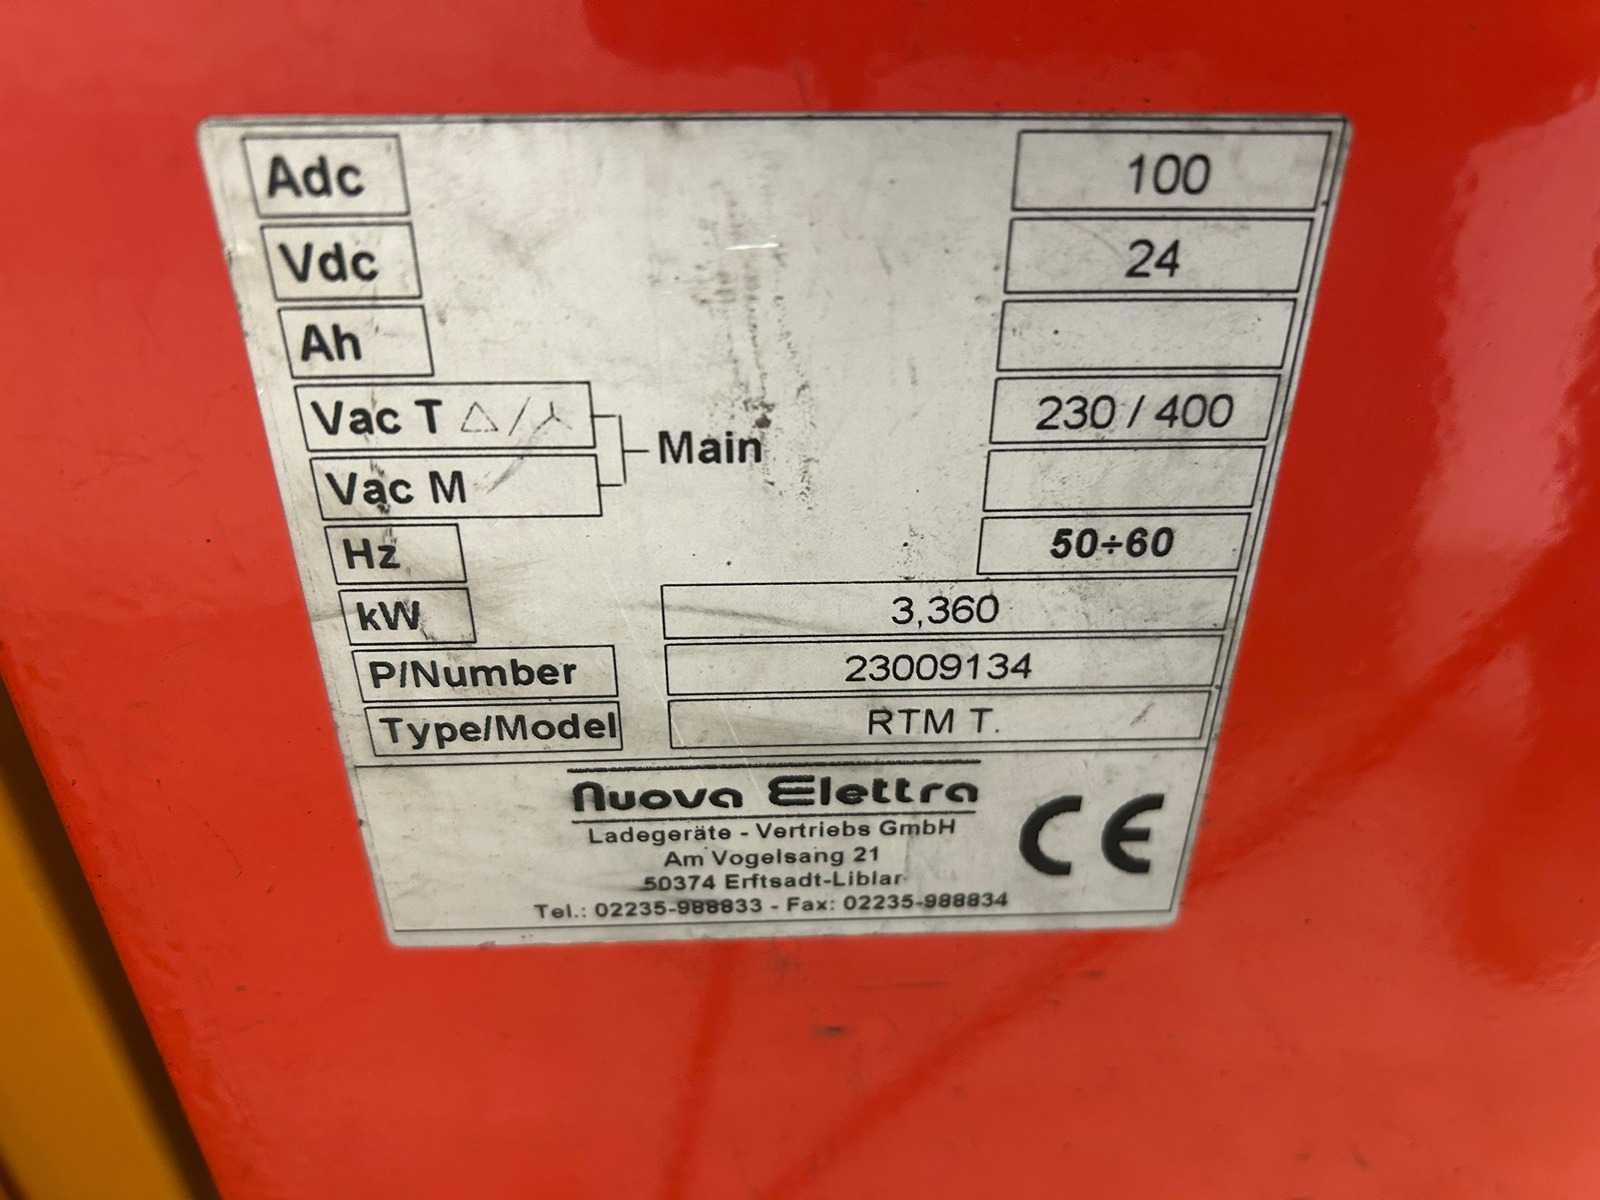 Adc 100
Vdc 24
Ah
Vac T △/⅄ 230 / 400
Main
Vac M
Hz 50÷60
kW 3,360
P/Number 23009134
Type/Model RTM T.
Nuova Elettra
Ladegeräte - Vertriebs GmbH
Am Vogelsang 21
50374 Erftsadt-Liblar
Tel.: 02235-988833 - Fax: 02235-988834
CE